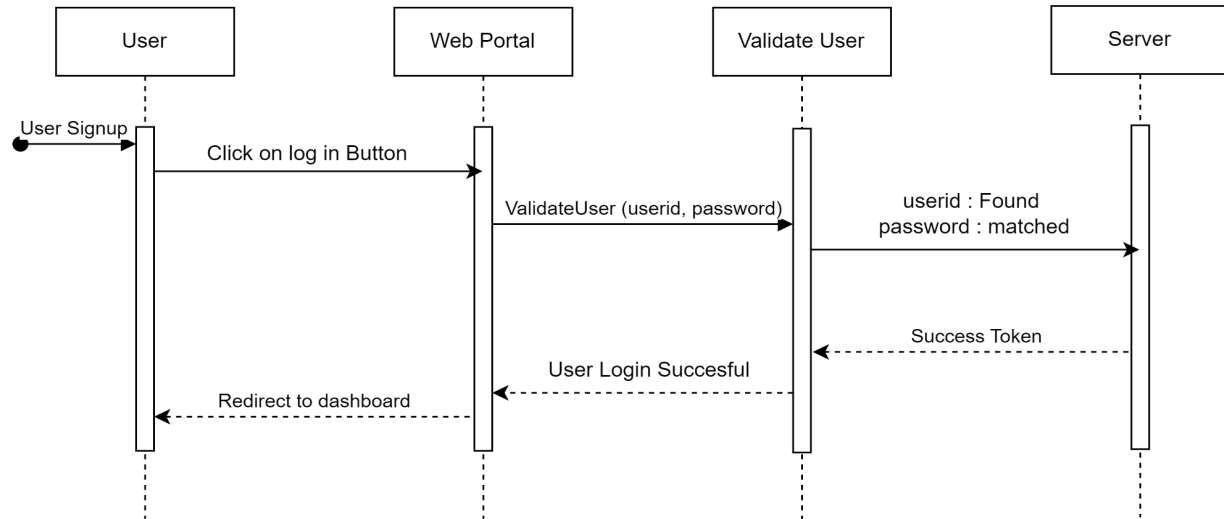 User
Web Portal
Validate User
Server
User Signup
Click on log in Button
ValidateUser (userid, password)
userid : Found
password : matched
Success Token
User Login Succesful
Redirect to dashboard